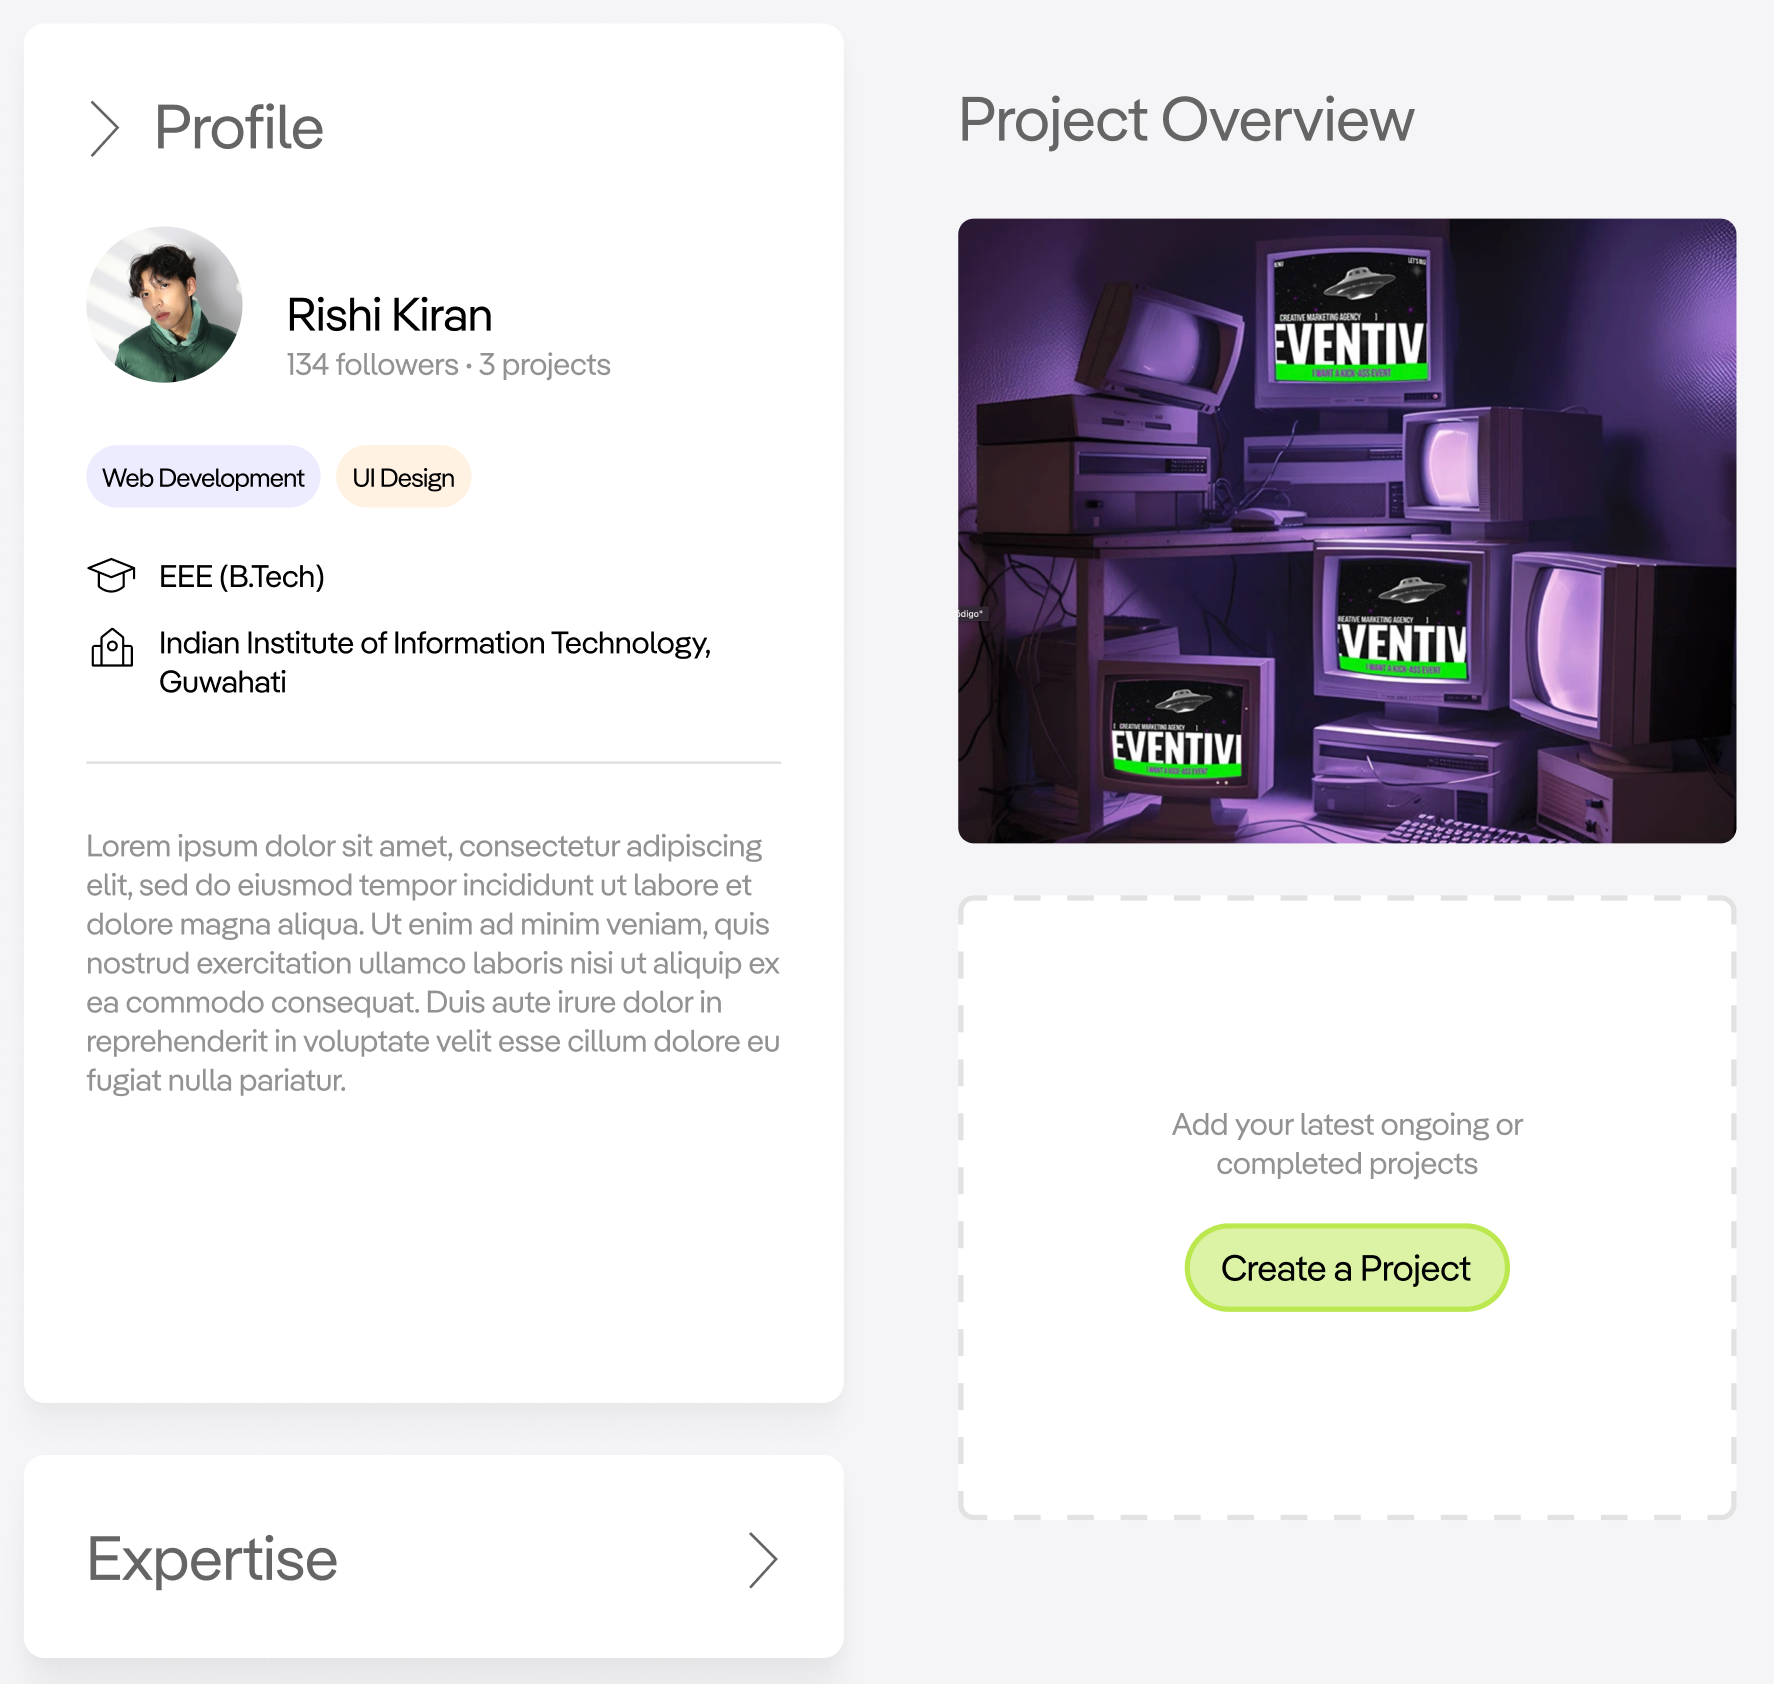 Profile
Rishi Kiran
134 followers • 3 projects
Web Development
UI Design
EEE (B.Tech)
Indian Institute of Information Technology,
Guwahati
Lorem ipsum dolor sit amet, consectetur adipiscing
elit, sed do eiusmod tempor incididunt ut labore et
dolore magna aliqua. Ut enim ad minim veniam, quis
nostrud exercitation ullamco laboris nisi ut aliquip ex
ea commodo consequat. Duis aute irure dolor in
reprehenderit in voluptate velit esse cillum dolore eu
fugiat nulla pariatur.
Expertise
Project Overview
CREATIVE MARKETING AGENCY ]
EVENTIV
I WANT A KICK-ASS EVENT
ódigo"
REATIVE MARKETING AGENCY ]
VENTIV
I WANT A KICK-ASS EVENT
[ CREATIVE MARKETING AGENCY ]
EVENTIVI
I WANT A KICK-ASS EVENT
Add your latest ongoing or
completed projects
Create a Project